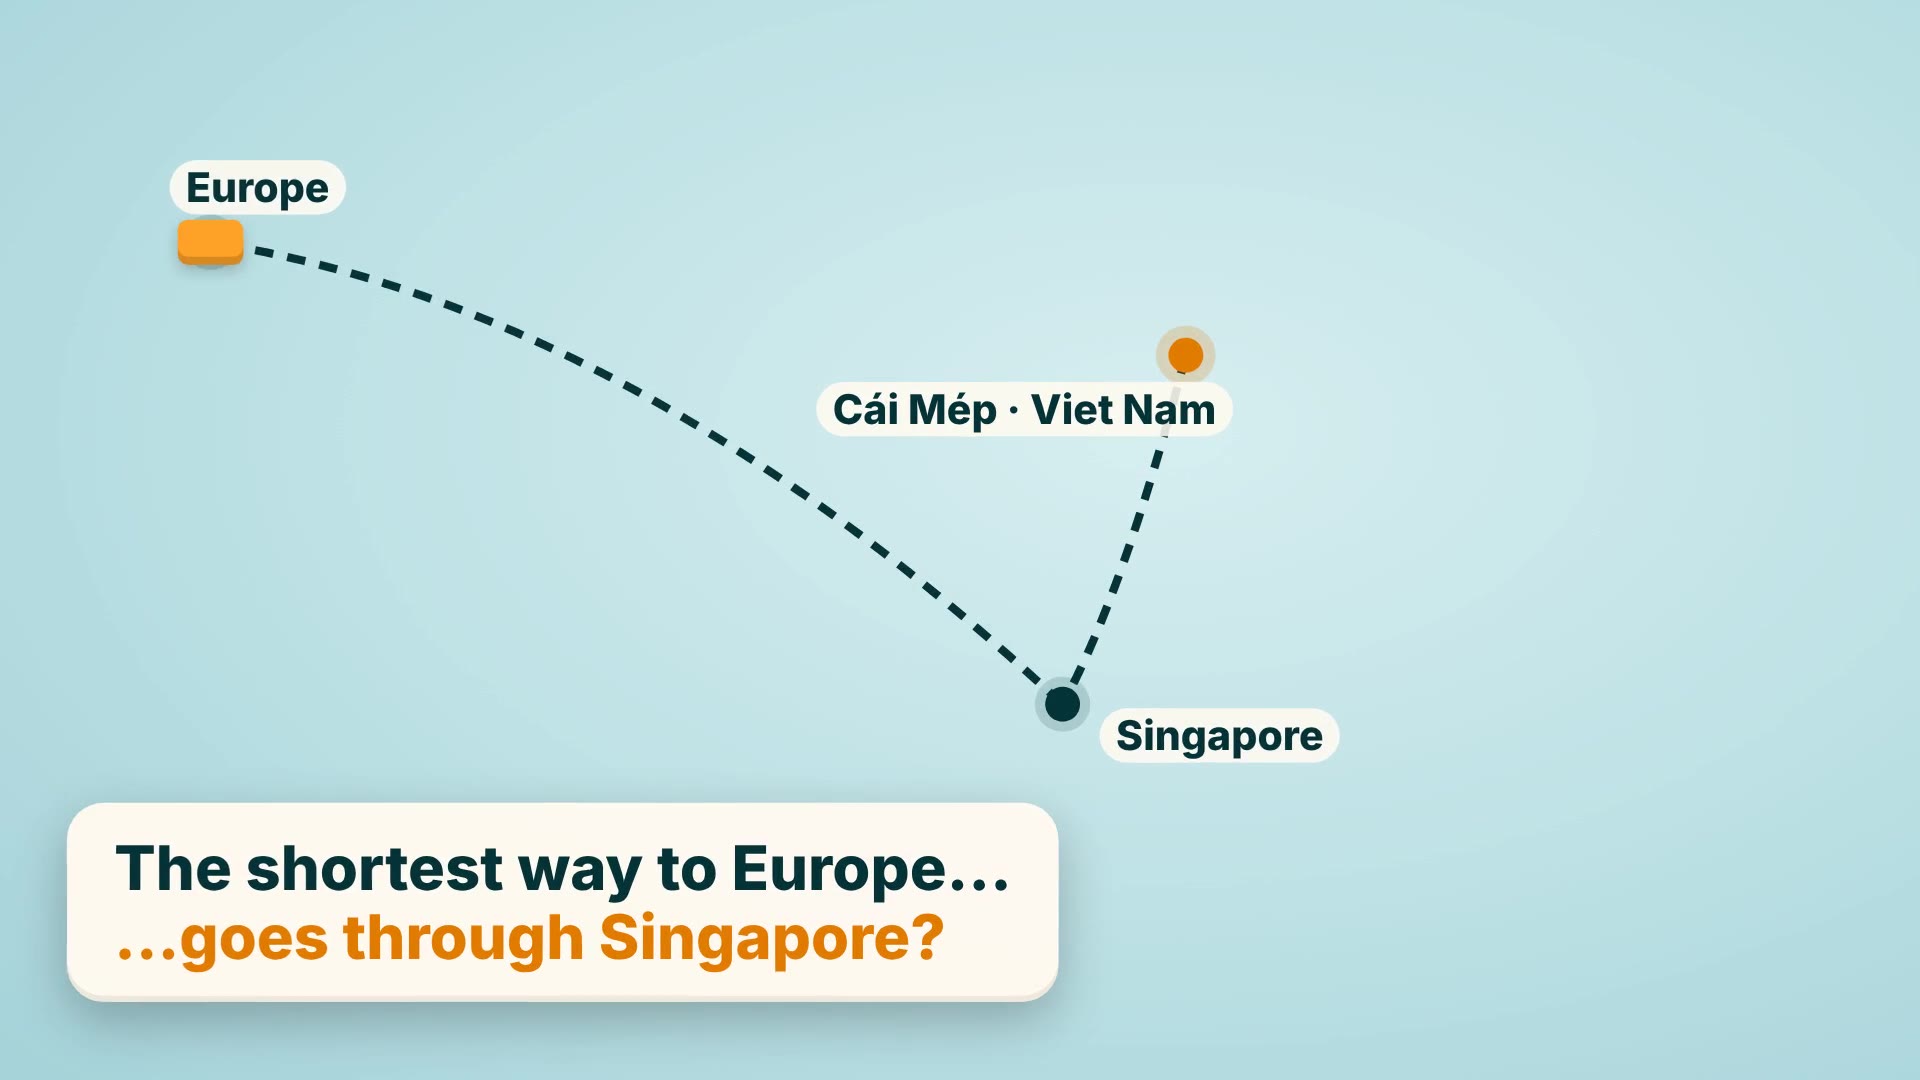 Europe
Cái Mép · Viet Nam
Singapore
The shortest way to Europe...
...goes through Singapore?